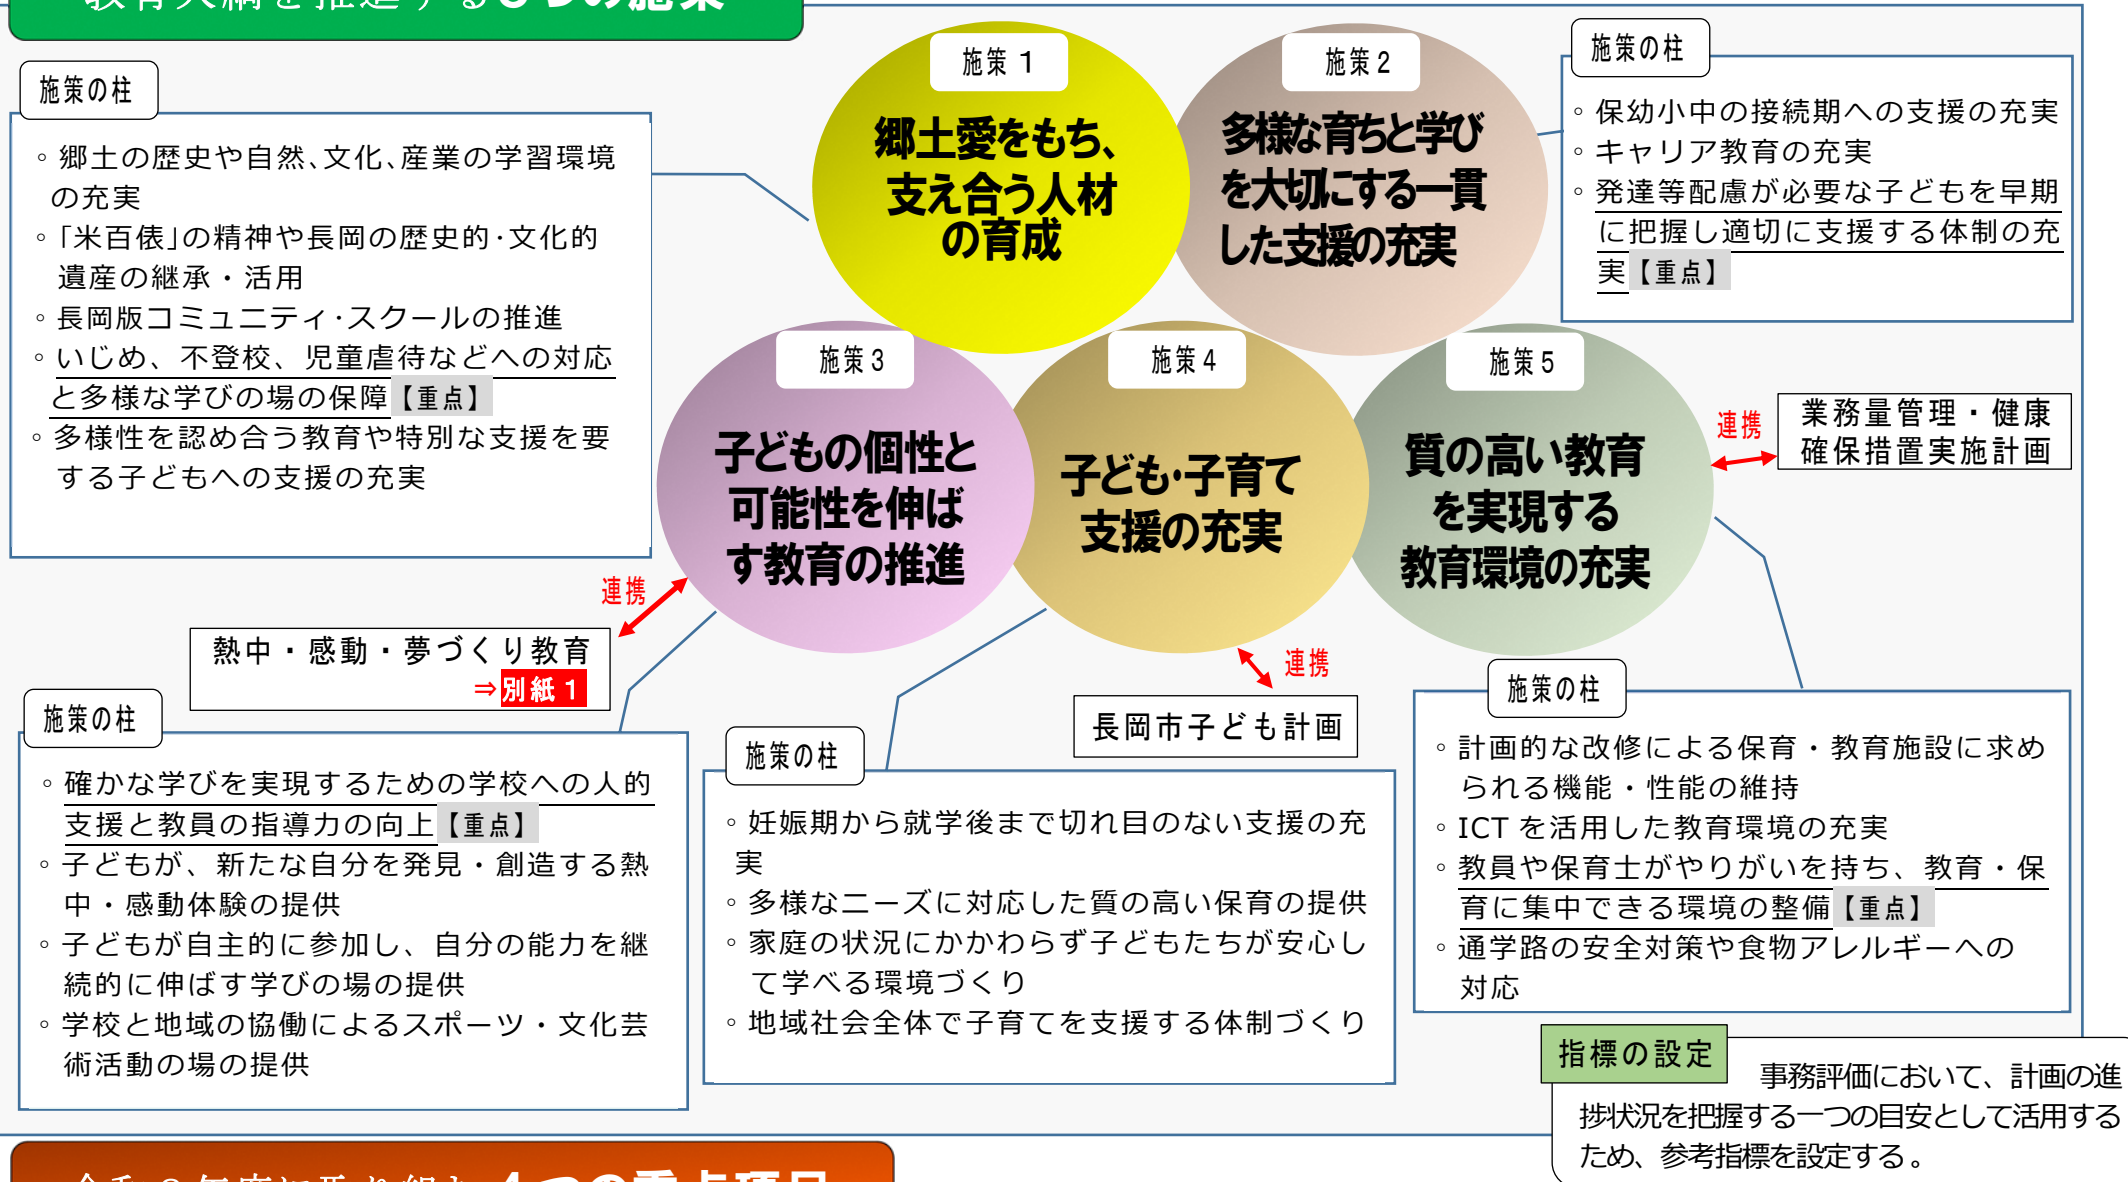 教育大綱を推進する5つの施策
施策 1
郷土愛をもち、
支え合う人材
の育成
施策 2
多様な育ちと学び
を大切にする一貫
した支援の充実
施策の柱
◦郷土の歴史や自然、文化、産業の学習環境
の充実
◦「米百俵」の精神や長岡の歴史的・文化的
遺産の継承・活用
◦長岡版コミュニティ・スクールの推進
◦いじめ、不登校、児童虐待などへの対応
と多様な学びの場の保障【重点】
◦多様性を認め合う教育や特別な支援を要
する子どもへの支援の充実
施策の柱
◦保幼小中の接続期への支援の充実
◦キャリア教育の充実
◦発達等配慮が必要な子どもを早期
に把握し適切に支援する体制の充
実【重点】
施策 3
子どもの個性と
可能性を伸ば
す教育の推進
施策 4
子ども・子育て
支援の充実
施策 5
質の高い教育
を実現する
教育環境の充実
連携
業務量管理・健康
確保措置実施計画
連携
熱中・感動・夢づくり教育
⇒別紙 1
連携
長岡市子ども計画
施策の柱
◦確かな学びを実現するための学校への人的
支援と教員の指導力の向上【重点】
◦子どもが、新たな自分を発見・創造する熱
中・感動体験の提供
◦子どもが自主的に参加し、自分の能力を継
続的に伸ばす学びの場の提供
◦学校と地域の協働によるスポーツ・文化芸
術活動の場の提供
施策の柱
◦妊娠期から就学後まで切れ目のない支援の充
実
◦多様なニーズに対応した質の高い保育の提供
◦家庭の状況にかかわらず子どもたちが安心し
て学べる環境づくり
◦地域社会全体で子育てを支援する体制づくり
施策の柱
◦計画的な改修による保育・教育施設に求め
られる機能・性能の維持
◦ICT を活用した教育環境の充実
◦教員や保育士がやりがいを持ち、教育・保
育に集中できる環境の整備【重点】
◦通学路の安全対策や食物アレルギーへの
対応
指標の設定
事務評価において、計画の進
捗状況を把握する一つの目安として活用する
ため、参考指標を設定する。
年度に取り組む 4つの重点項目